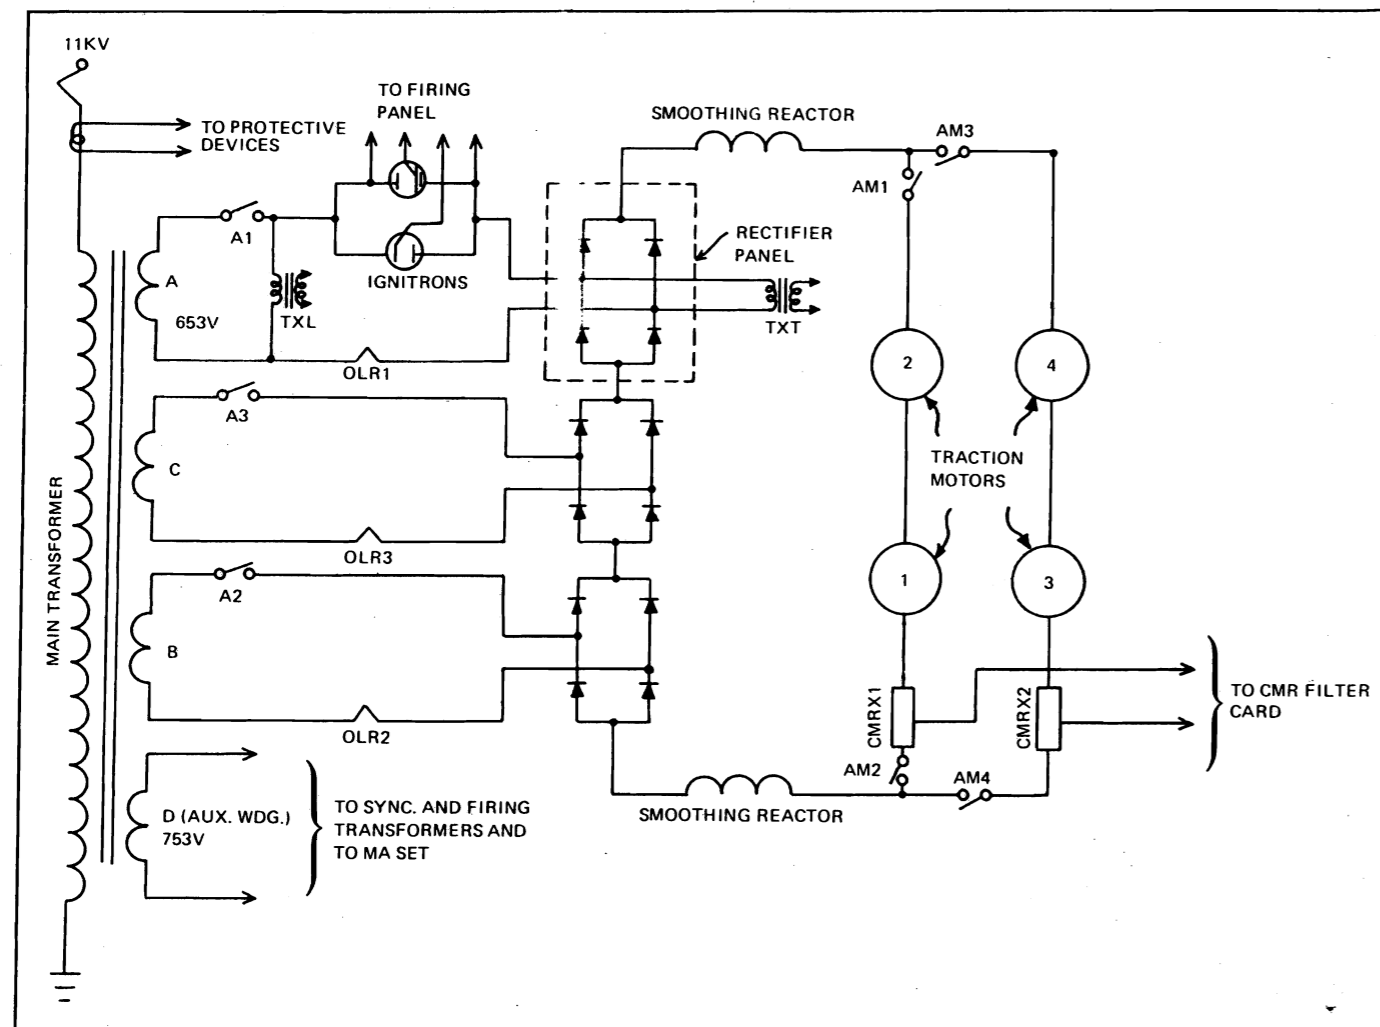 11KV
TO PROTECTIVE
DEVICES
TO FIRING
PANEL
SMOOTHING REACTOR
AM3
AM1
A1
IGNITRONS
RECTIFIER
PANEL
A
653V
TXL
TXT
OLR1
2
4
A3
C
TRACTION
MOTORS
MAIN TRANSFORMER
OLR3
A2
1
3
B
CMRX1
CMRX2
TO CMR FILTER
CARD
OLR2
AM2
AM4
D (AUX. WDG.)
753V
TO SYNC. AND FIRING
TRANSFORMERS AND
TO MA SET
SMOOTHING REACTOR